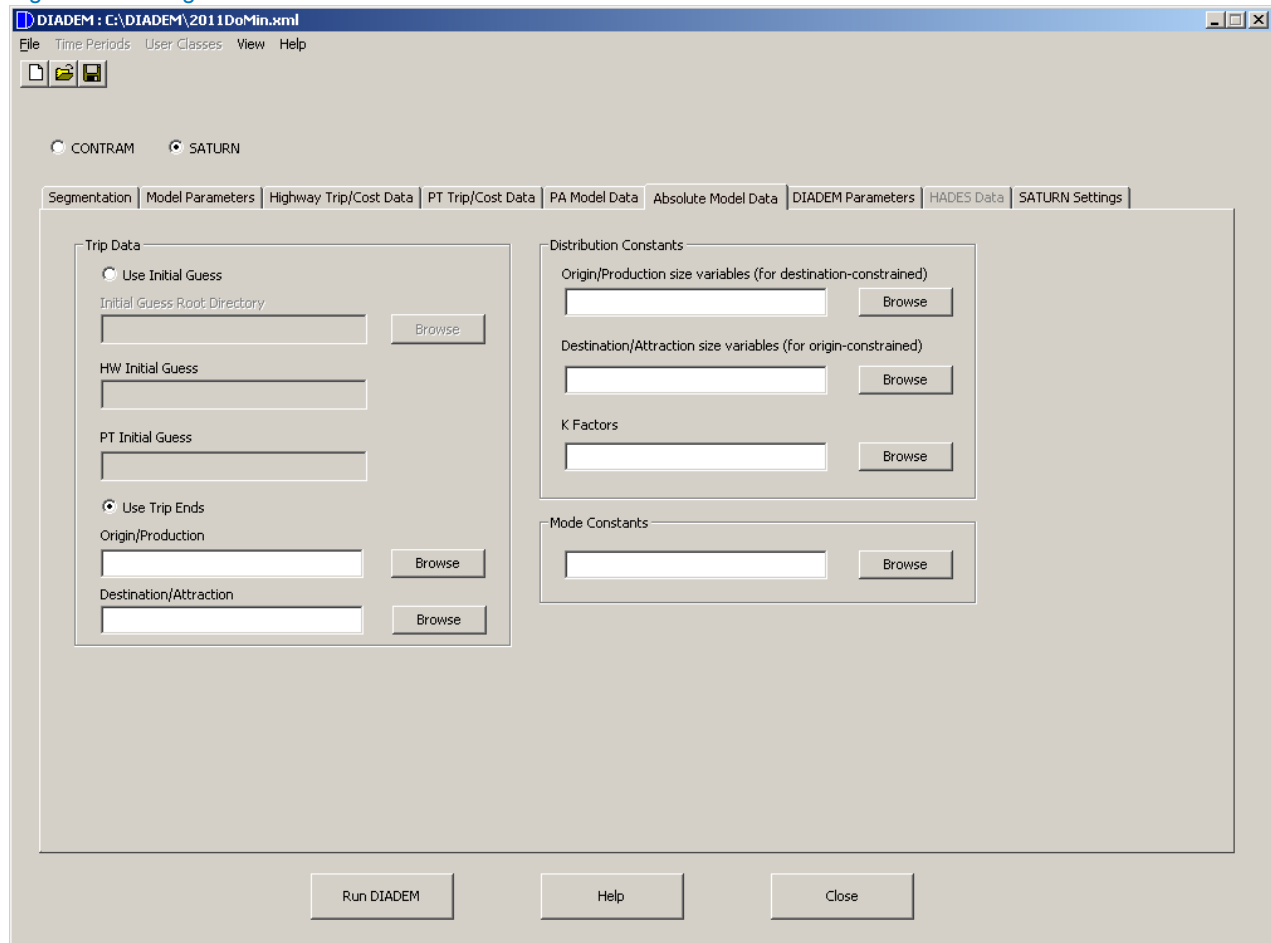 DIADEM : C:\DIADEM\2011DoMin.xml
File Time Periods User Classes View Help
CONTRAM SATURN
Segmentation Model Parameters Highway Trip/Cost Data PT Trip/Cost Data PA Model Data Absolute Model Data DIADEM Parameters HADES Data SATURN Settings
Trip Data
Use Initial Guess
Initial Guess Root Directory
Browse
HW Initial Guess
PT Initial Guess
Use Trip Ends
Origin/Production
Browse
Destination/Attraction
Browse
Distribution Constants
Origin/Production size variables (for destination-constrained)
Browse
Destination/Attraction size variables (for origin-constrained)
Browse
K Factors
Browse
Mode Constants
Browse
Run DIADEM Help Close